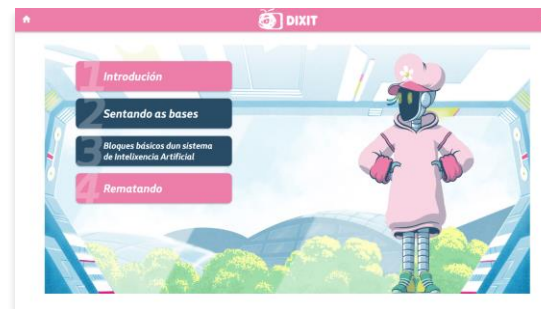 DIXIT
1 Introdución
2 Sentando as bases
3 Bloques básicos dun sistema
de Intelixencia Artificial
4 Rematando